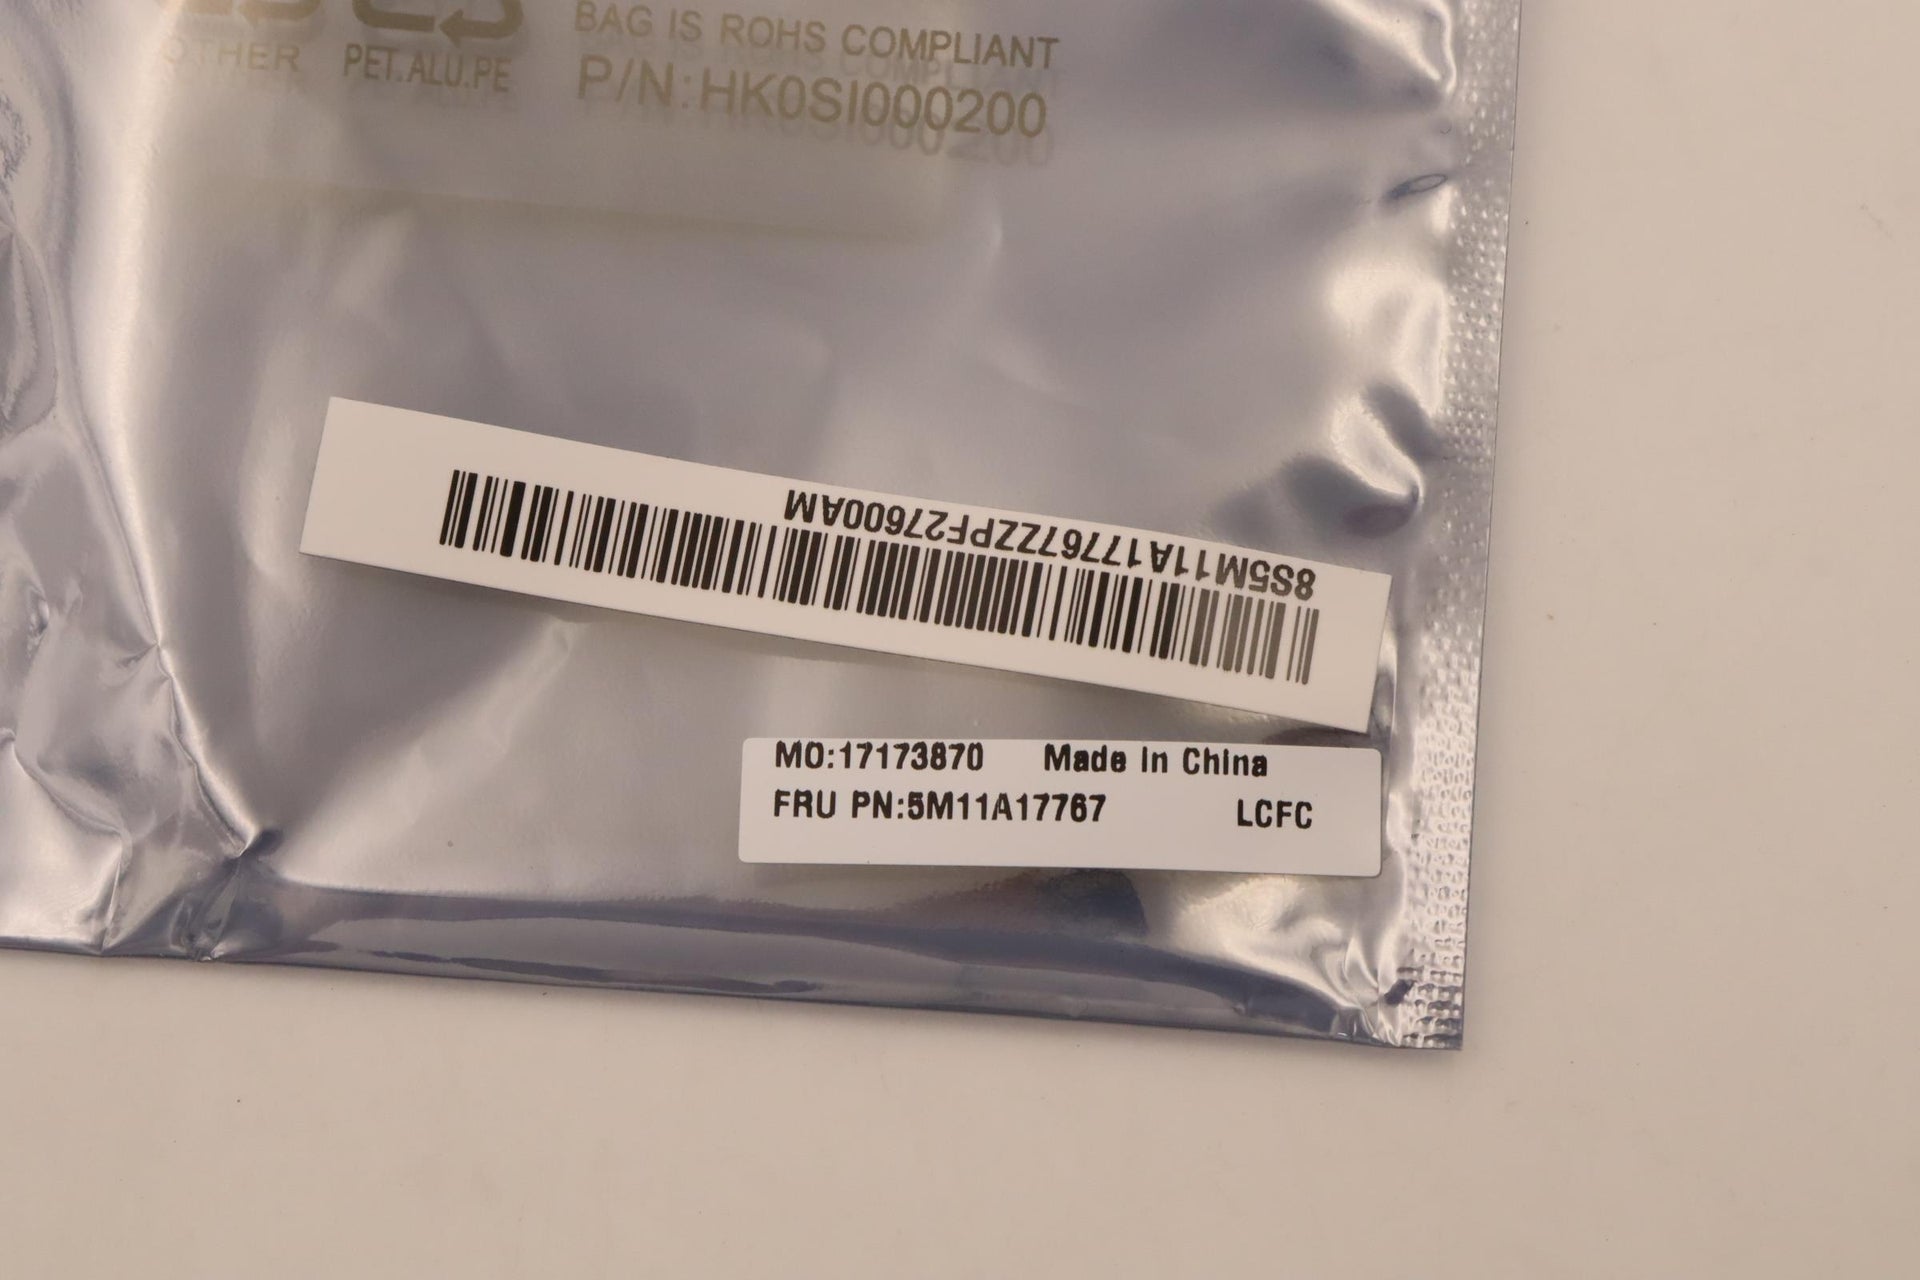 BAG IS ROHS COMPLIANT
OTHER
PET.ALU.PE
P/N:HK0SI000200
8S5M11A17767ZZPF27600AM
MO:17173870 Made In China
FRU PN:5M11A17767 LCFC